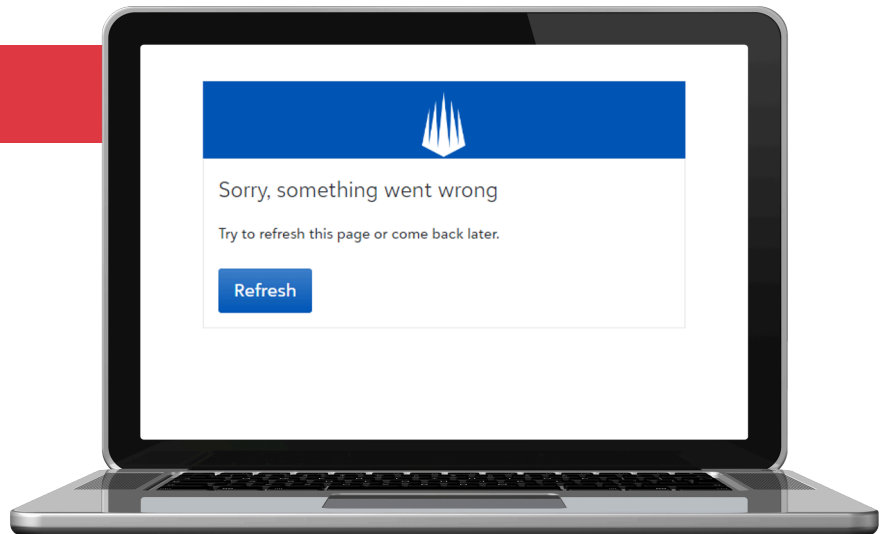 Sorry, something went wrong
Try to refresh this page or come back later.
Refresh